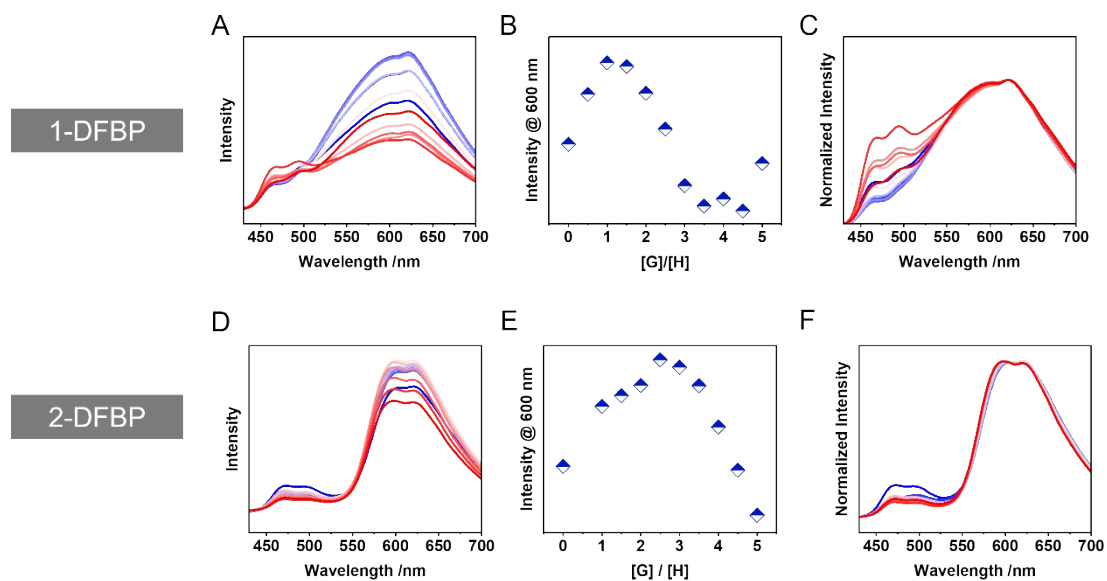 A
B
C
1-DFBP
Intensity
450 500 550 600 650 700
Wavelength /nm
Intensity @ 600 nm
0 1 2 3 4 5
[G]/[H]
Normalized Intensity
450 500 550 600 650 700
Wavelength /nm
D
E
F
2-DFBP
Intensity
450 500 550 600 650 700
Wavelength /nm
Intensity @ 600 nm
0 1 2 3 4 5
[G] / [H]
Normalized Intensity
450 500 550 600 650 700
Wavelength /nm